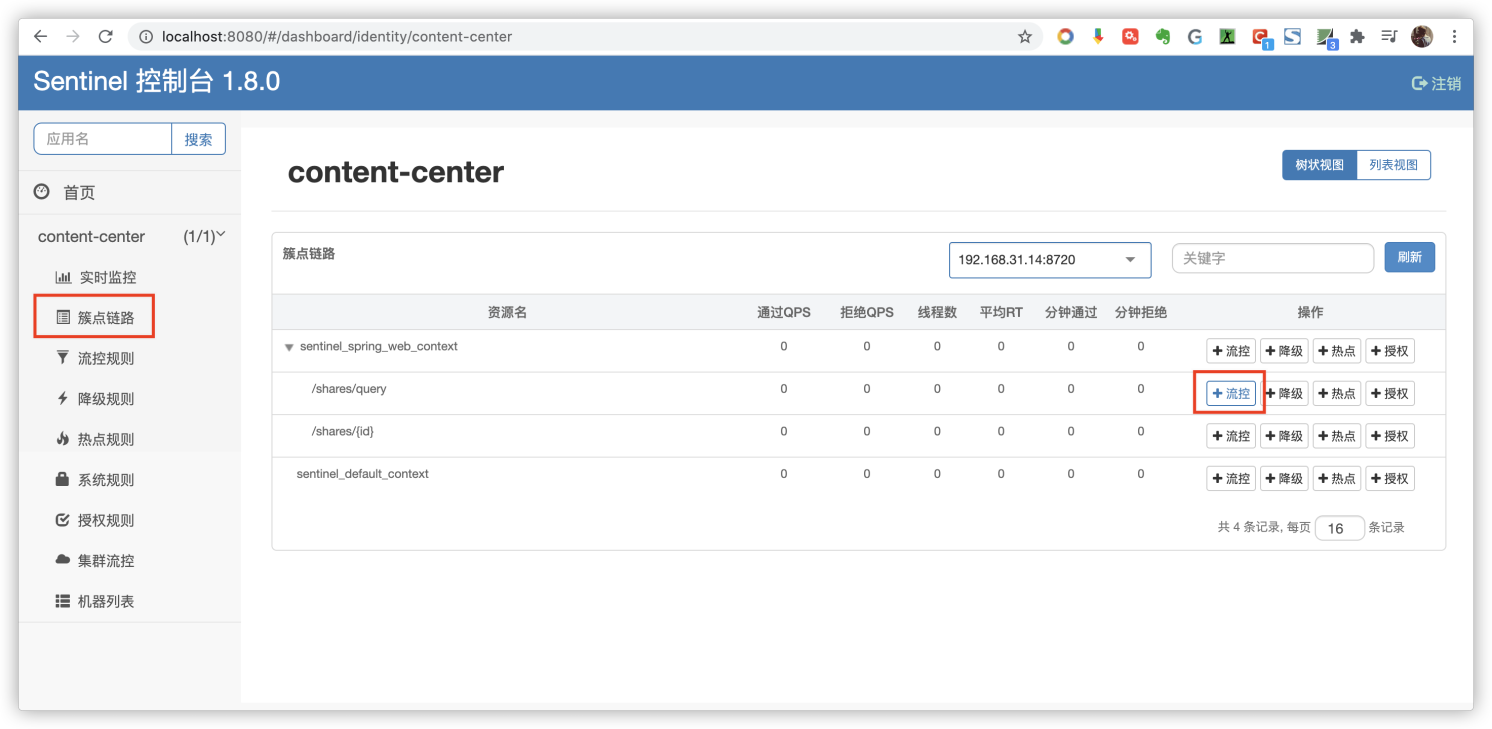 localhost:8080/#/dashboard/identity/content-center
1
3
Sentinel 控制台 1.8.0
注销
应用名 搜索
首页
content-center (1/1)
实时监控
簇点链路
流控规则
降级规则
热点规则
系统规则
授权规则
集群流控
机器列表
content-center
树状视图 列表视图
簇点链路 192.168.31.14:8720 关键字 刷新
资源名 通过QPS 拒绝QPS 线程数 平均RT 分钟通过 分钟拒绝 操作
sentinel_spring_web_context 0 0 0 0 0 0 +流控 +降级 +热点 +授权
/shares/query 0 0 0 0 0 0 +流控 +降级 +热点 +授权
/shares/{id} 0 0 0 0 0 0 +流控 +降级 +热点 +授权
sentinel_default_context 0 0 0 0 0 0 +流控 +降级 +热点 +授权
共 4 条记录, 每页 16 条记录